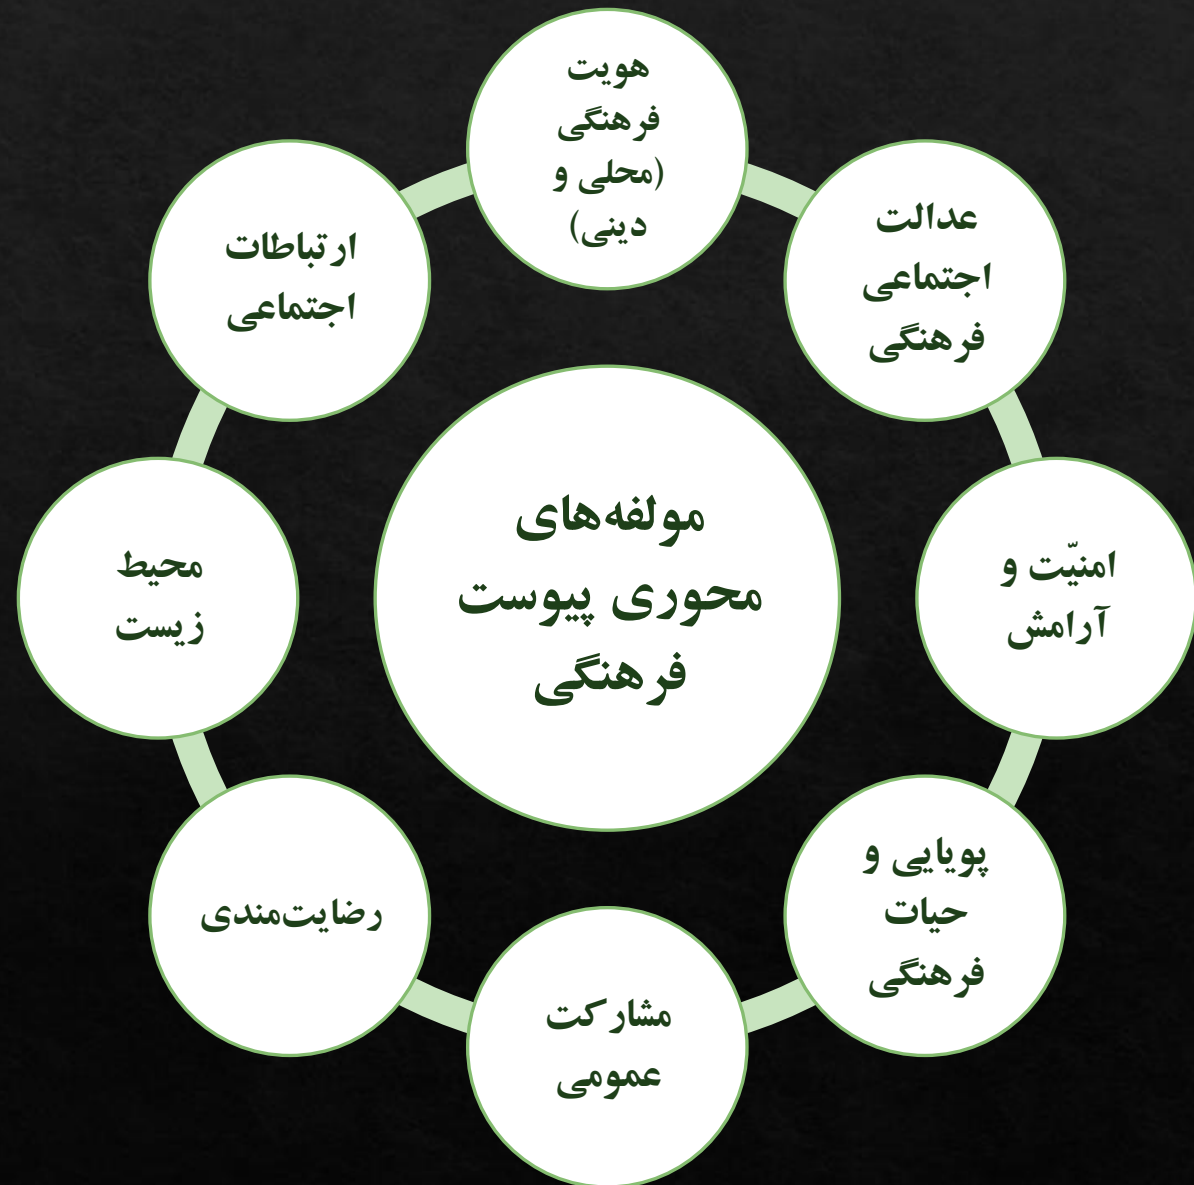 هویت
فرهنگی
(محلی و
دینی)
عدالت
اجتماعی
فرهنگی
امنیّت و
آرامش
پویایی و
حیات
فرهنگی
مشارکت
عمومی
رضایت‌مندی
محیط
زیست
ارتباطات
اجتماعی
مولفه‌های
محوری پیوست
فرهنگی